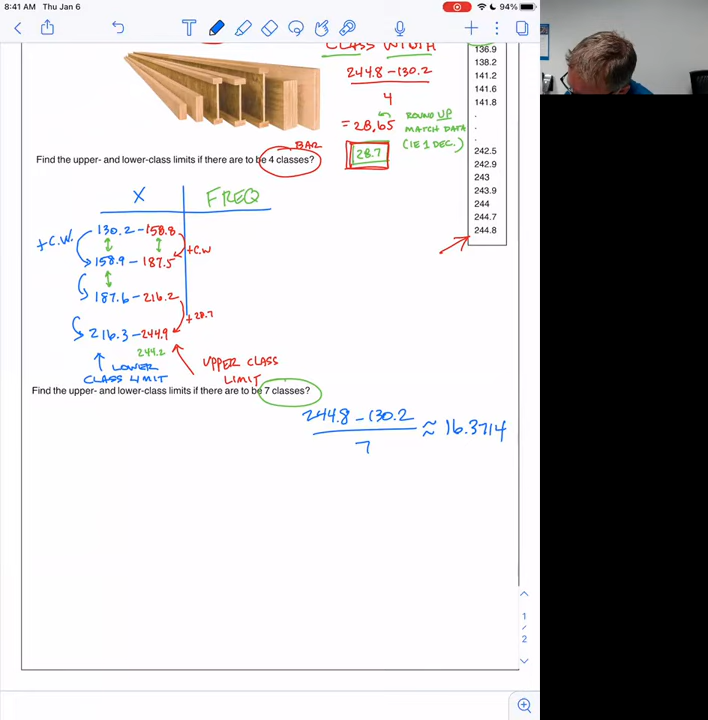 8:41 AM Thu Jan 6
94%
CLASS WIDTH
244.8 - 130.2
4
= 28.65
ROUND UP
MATCH DATA
(IE 1 DEC.)
28.7
136.9
138.2
141.2
141.6
141.8
.
.
.
242.5
242.9
243
243.9
244
244.7
244.8
BAR
Find the upper- and lower-class limits if there are to be 4 classes?
X FREQ
130.2 - 158.8
+C.W. +C.W
158.9 - 187.5
187.6 - 216.2
+28.7
216.3 - 244.9
244.2
LOWER CLASS LIMIT
UPPER CLASS LIMIT
Find the upper- and lower-class limits if there are to be 7 classes?
244.8 - 130.2
7
≈ 16.3714
1
/
2